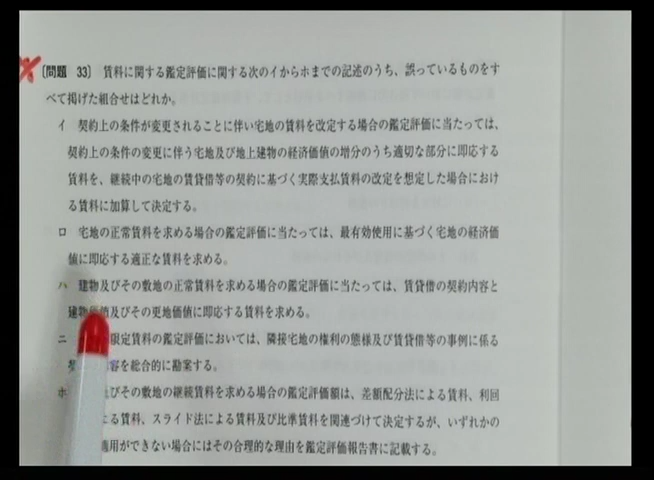 〔問題 33〕 賃料に関する鑑定評価に関する次のイからホまでの記述のうち、誤っているものをす
べて掲げた組合せはどれか。
イ 契約上の条件が変更されることに伴い宅地の賃料を改定する場合の鑑定評価に当たっては、
契約上の条件の変更に伴う宅地及び地上建物の経済価値の増分のうち適切な部分に即応する
賃料を、継続中の宅地の賃貸借等の契約に基づく実際支払賃料の改定を想定した場合におけ
る賃料に加算して決定する。
ロ 宅地の正常賃料を求める場合の鑑定評価に当たっては、最有効使用に基づく宅地の経済価
値に即応する適正な賃料を求める。
ハ 建物及びその敷地の正常賃料を求める場合の鑑定評価に当たっては、賃貸借の契約内容と
建物価値及びその更地価値に即応する賃料を求める。
ニ 限定賃料の鑑定評価においては、隣接宅地の権利の態様及び賃貸借等の事例に係る
容を総合的に勘案する。
ホ びその敷地の継続賃料を求める場合の鑑定評価額は、差額配分法による賃料、利回
よる賃料、スライド法による賃料及び比準賃料を関連づけて決定するが、いずれかの
適用ができない場合にはその合理的な理由を鑑定評価報告書に記載する。